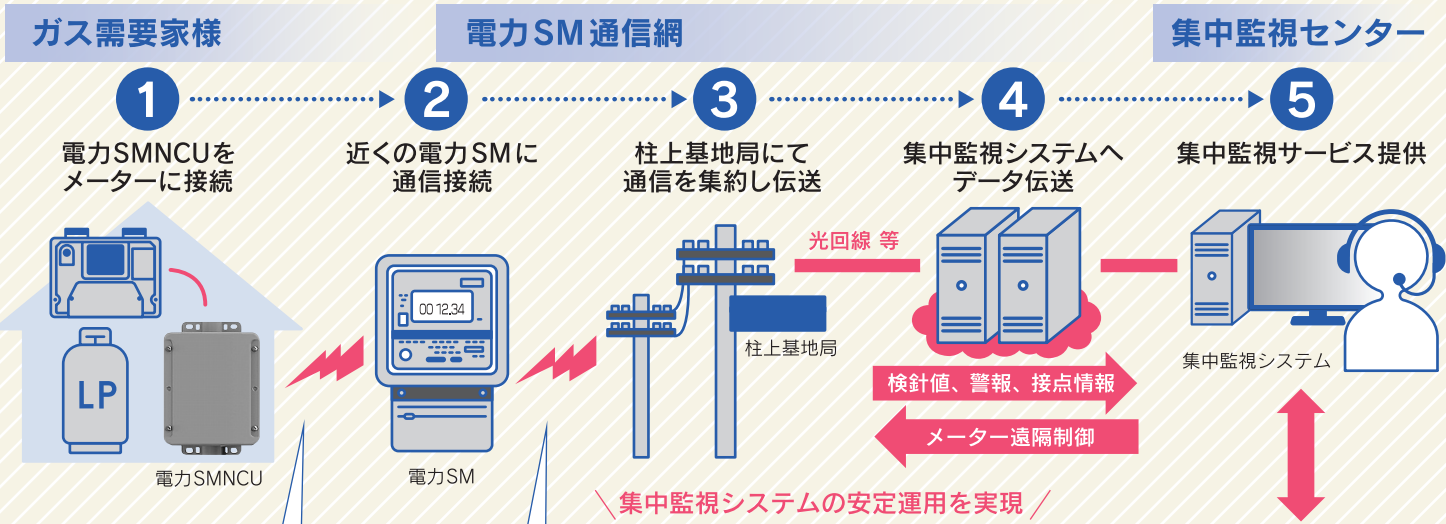 ガス需要家様
電力SM通信網
集中監視センター
1
2
3
4
5
電力SMNCUを
メーターに接続
近くの電力SMに
通信接続
柱上基地局にて
通信を集約し伝送
集中監視システムへ
データ伝送
集中監視サービス提供
光回線 等
00 72.34
LP
柱上基地局
集中監視システム
検針値、警報、接点情報
メーター遠隔制御
電力SMNCU
電力SM
集中監視システムの安定運用を実現